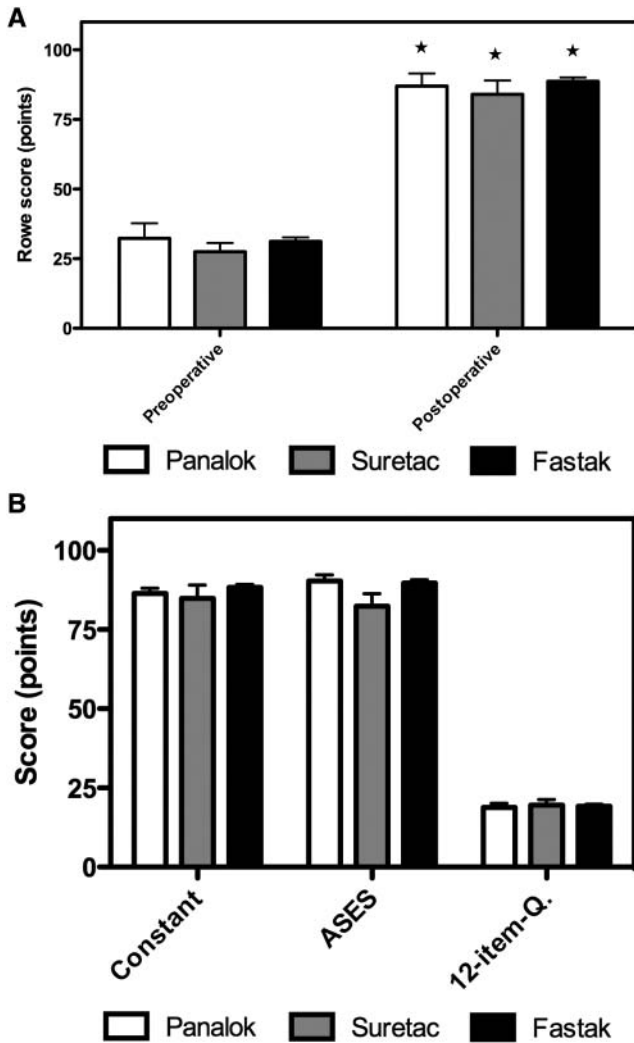 A
Rowe score (points)
100
75
50
25
0
★ ★ ★
Preoperative Postoperative
Panalok Suretac Fastak
B
Score (points)
100
75
50
25
0
Constant ASES 12-item-Q.
Panalok Suretac Fastak